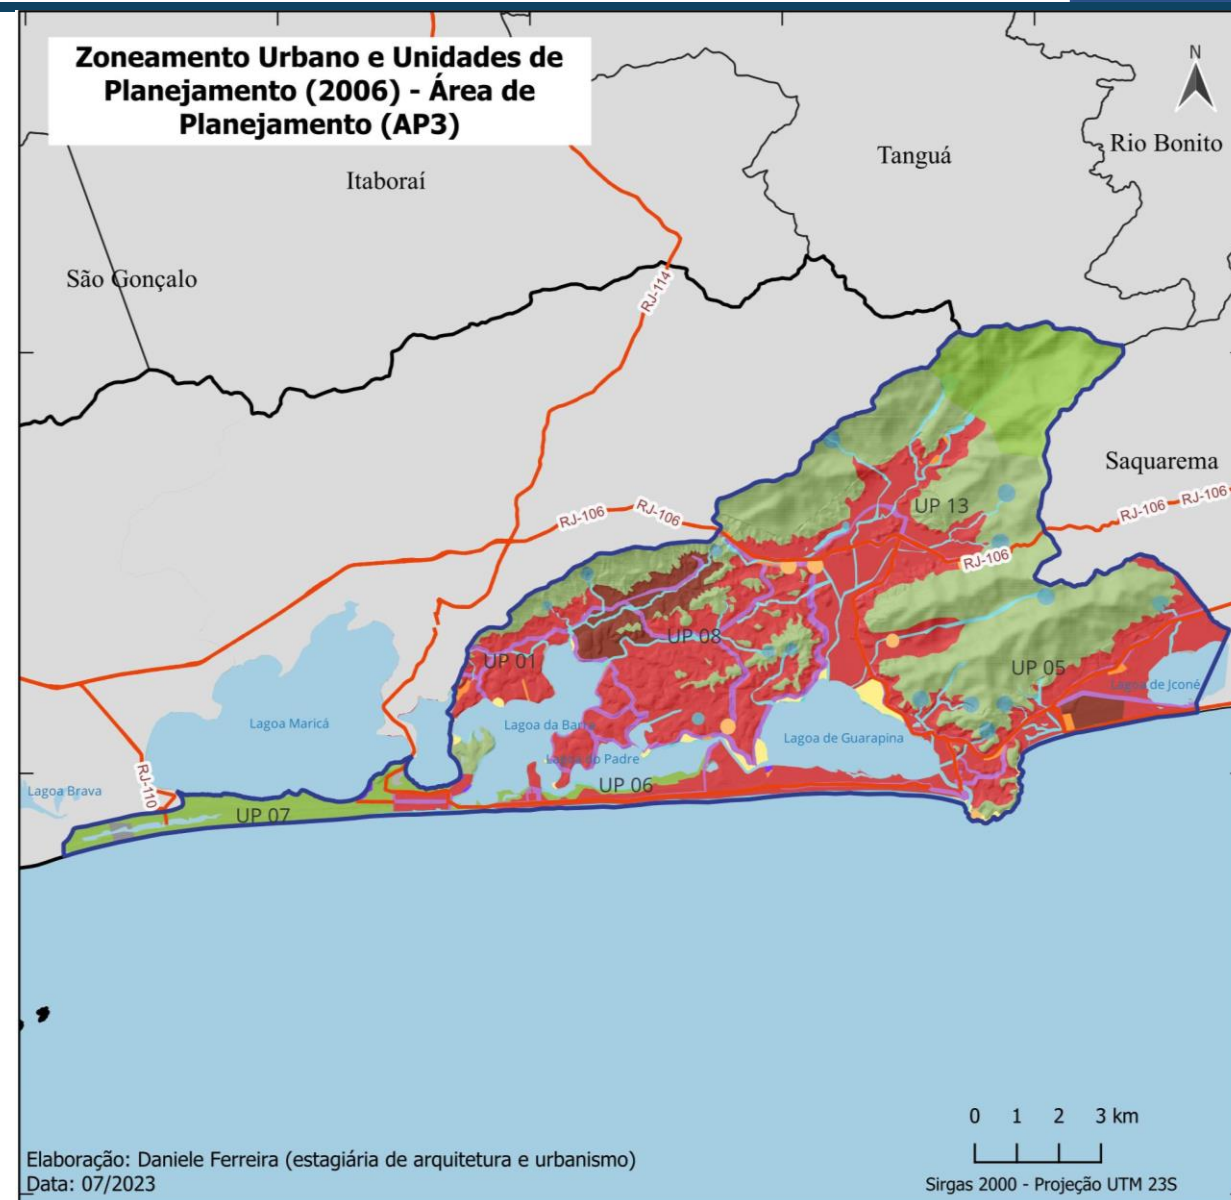 Zoneamento Urbano e Unidades de
Planejamento (2006) - Área de
Planejamento (AP3)
N
Rio Bonito
Tanguá
Itaboraí
São Gonçalo
RJ-114
Saquarema
RJ-106
RJ-106
RJ-106
RJ-106
UP 13
RJ-106
UP 08
UP 01
UP 05
Lagoa de Jconé
Lagoa Maricá
Lagoa da Barra
Lagoa de Guarapina
Lagoa do Padre
RJ-110
Lagoa Brava
UP 06
UP 07
0 1 2 3 km
Elaboração: Daniele Ferreira (estagiária de arquitetura e urbanismo)
Data: 07/2023
Sirgas 2000 - Projeção UTM 23S